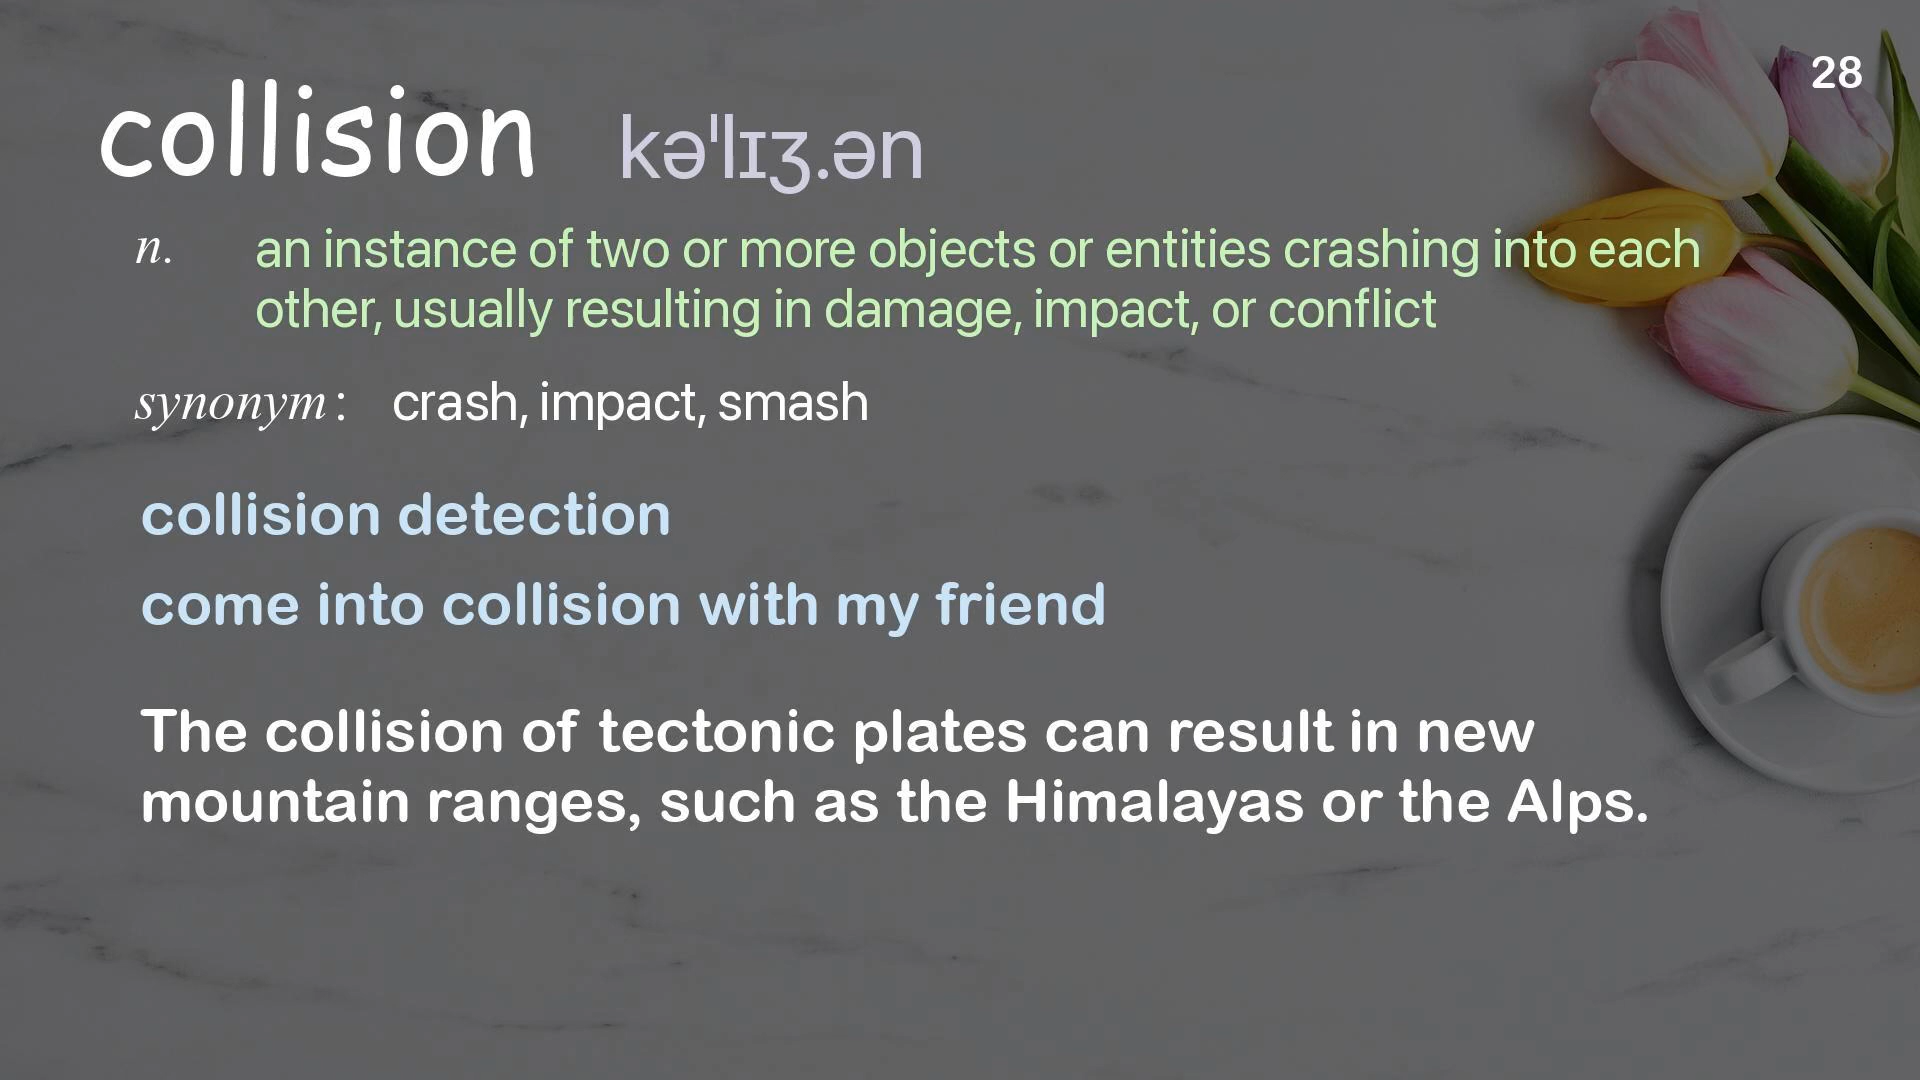 28
collision kəˈlɪʒ.ən
n. an instance of two or more objects or entities crashing into each
other, usually resulting in damage, impact, or conflict
synonym: crash, impact, smash
collision detection
come into collision with my friend
The collision of tectonic plates can result in new
mountain ranges, such as the Himalayas or the Alps.